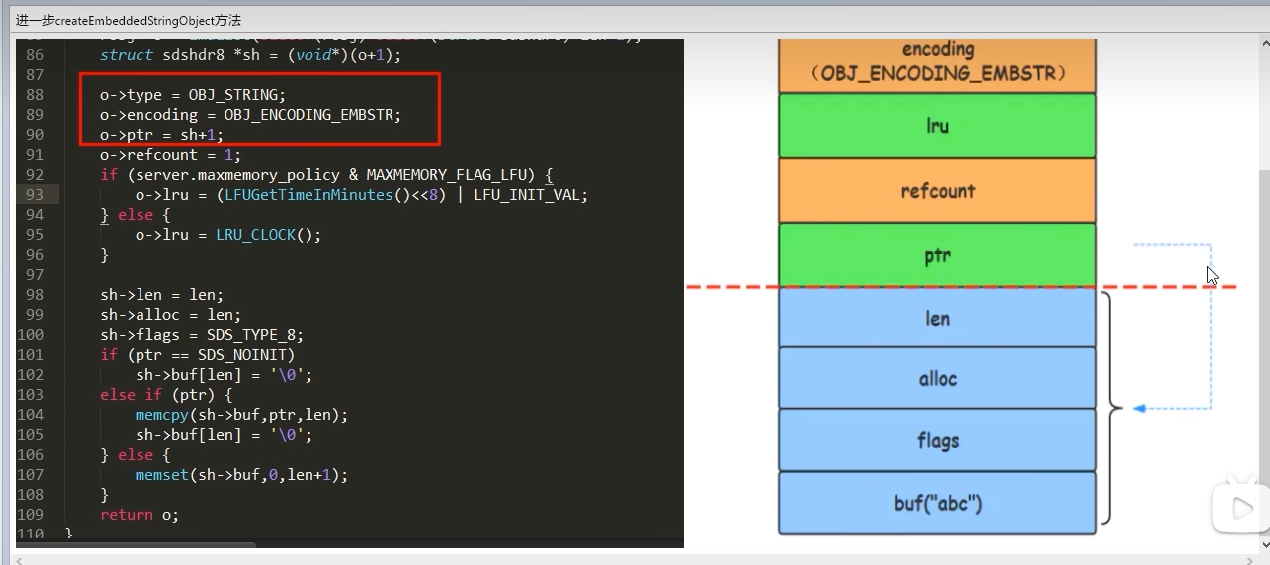 进一步createEmbeddedStringObject方法
86 struct sdshdr8 *sh = (void*)(o+1);
87
88 o->type = OBJ_STRING;
89 o->encoding = OBJ_ENCODING_EMBSTR;
90 o->ptr = sh+1;
91 o->refcount = 1;
92 if (server.maxmemory_policy & MAXMEMORY_FLAG_LFU) {
93 o->lru = (LFUGetTimeInMinutes()<<8) | LFU_INIT_VAL;
94 } else {
95 o->lru = LRU_CLOCK();
96 }
97
98 sh->len = len;
99 sh->alloc = len;
100 sh->flags = SDS_TYPE_8;
101 if (ptr == SDS_NOINIT)
102 sh->buf[len] = '\0';
103 else if (ptr) {
104 memcpy(sh->buf,ptr,len);
105 sh->buf[len] = '\0';
106 } else {
107 memset(sh->buf,0,len+1);
108 }
109 return o;
110 }
encoding
（OBJ_ENCODING_EMBSTR）
lru
refcount
ptr
len
alloc
flags
buf("abc")